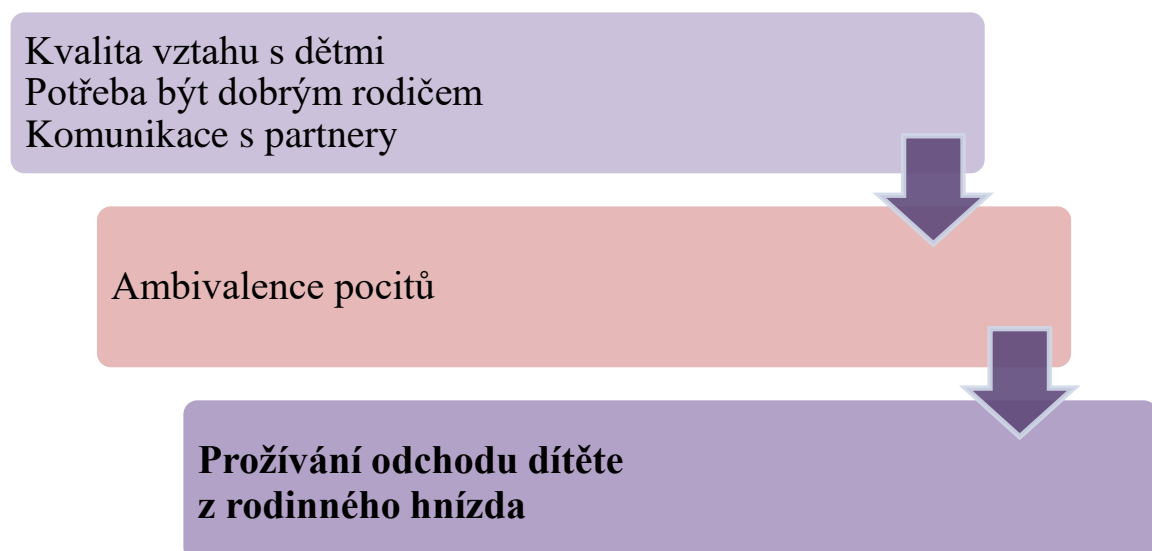 Kvalita vztahu s dětmi
Potřeba být dobrým rodičem
Komunikace s partnery
Ambivalence pocitů
Prožívání odchodu dítěte
z rodinného hnízda